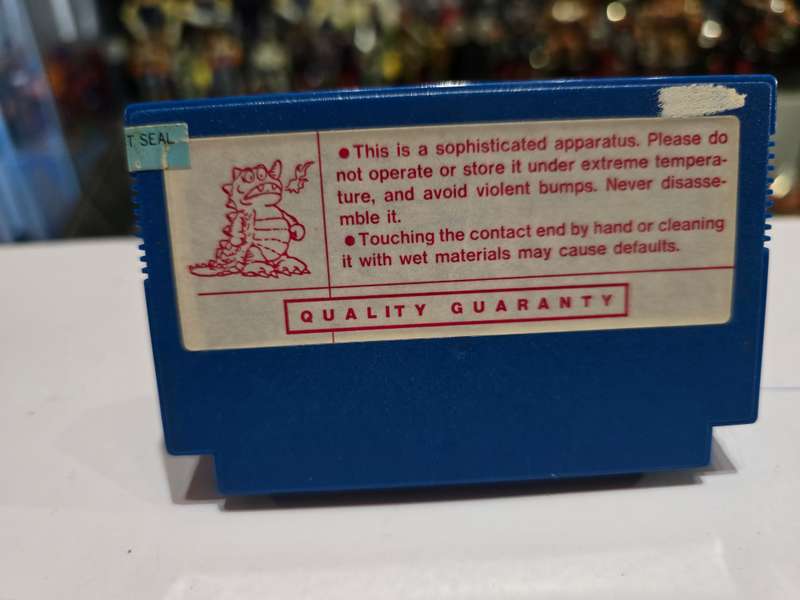 T SEAL
●This is a sophisticated apparatus. Please do
not operate or store it under extreme tempera-
ture, and avoid violent bumps. Never disasse-
mble it.
●Touching the contact end by hand or cleaning
it with wet materials may cause defaults.
QUALITY GUARANTY